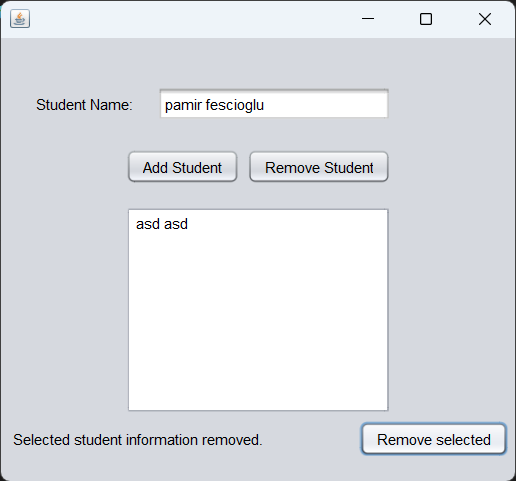 Student Name: pamir fescioglu
Add Student Remove Student
asd asd
Selected student information removed. Remove selected